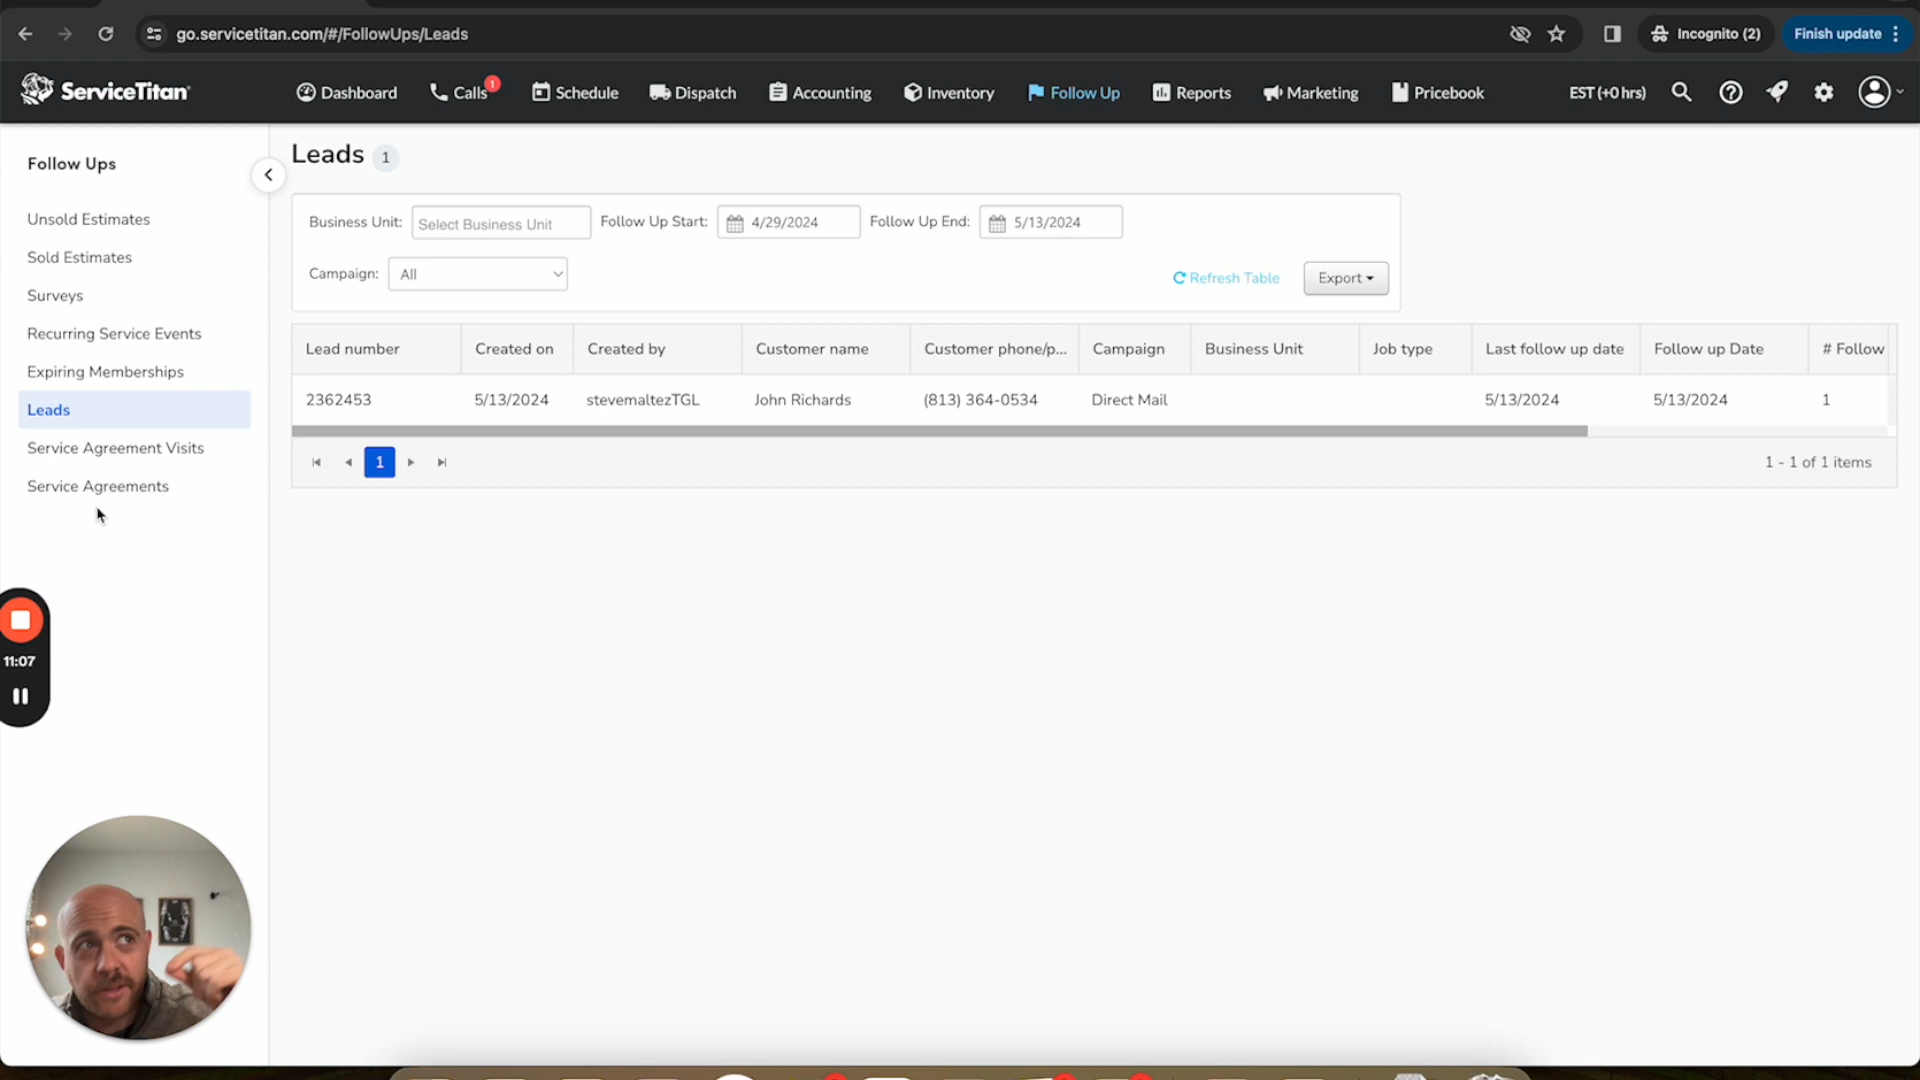 go.servicetitan.com/#/FollowUps/Leads
Incognito (2)
Finish update
ServiceTitan
Dashboard
Calls
1
Schedule
Dispatch
Accounting
Inventory
Follow Up
Reports
Marketing
Pricebook
EST (+0 hrs)
Follow Ups
Unsold Estimates
Sold Estimates
Surveys
Recurring Service Events
Expiring Memberships
Leads
Service Agreement Visits
Service Agreements
11:07
Leads 1
Business Unit: Select Business Unit Follow Up Start: 4/29/2024 Follow Up End: 5/13/2024
Campaign: All Refresh Table Export
Lead number Created on Created by Customer name Customer phone/p... Campaign Business Unit Job type Last follow up date Follow up Date # Follow
2362453 5/13/2024 stevemaltezTGL John Richards (813) 364-0534 Direct Mail 5/13/2024 5/13/2024 1
1 1 - 1 of 1 items